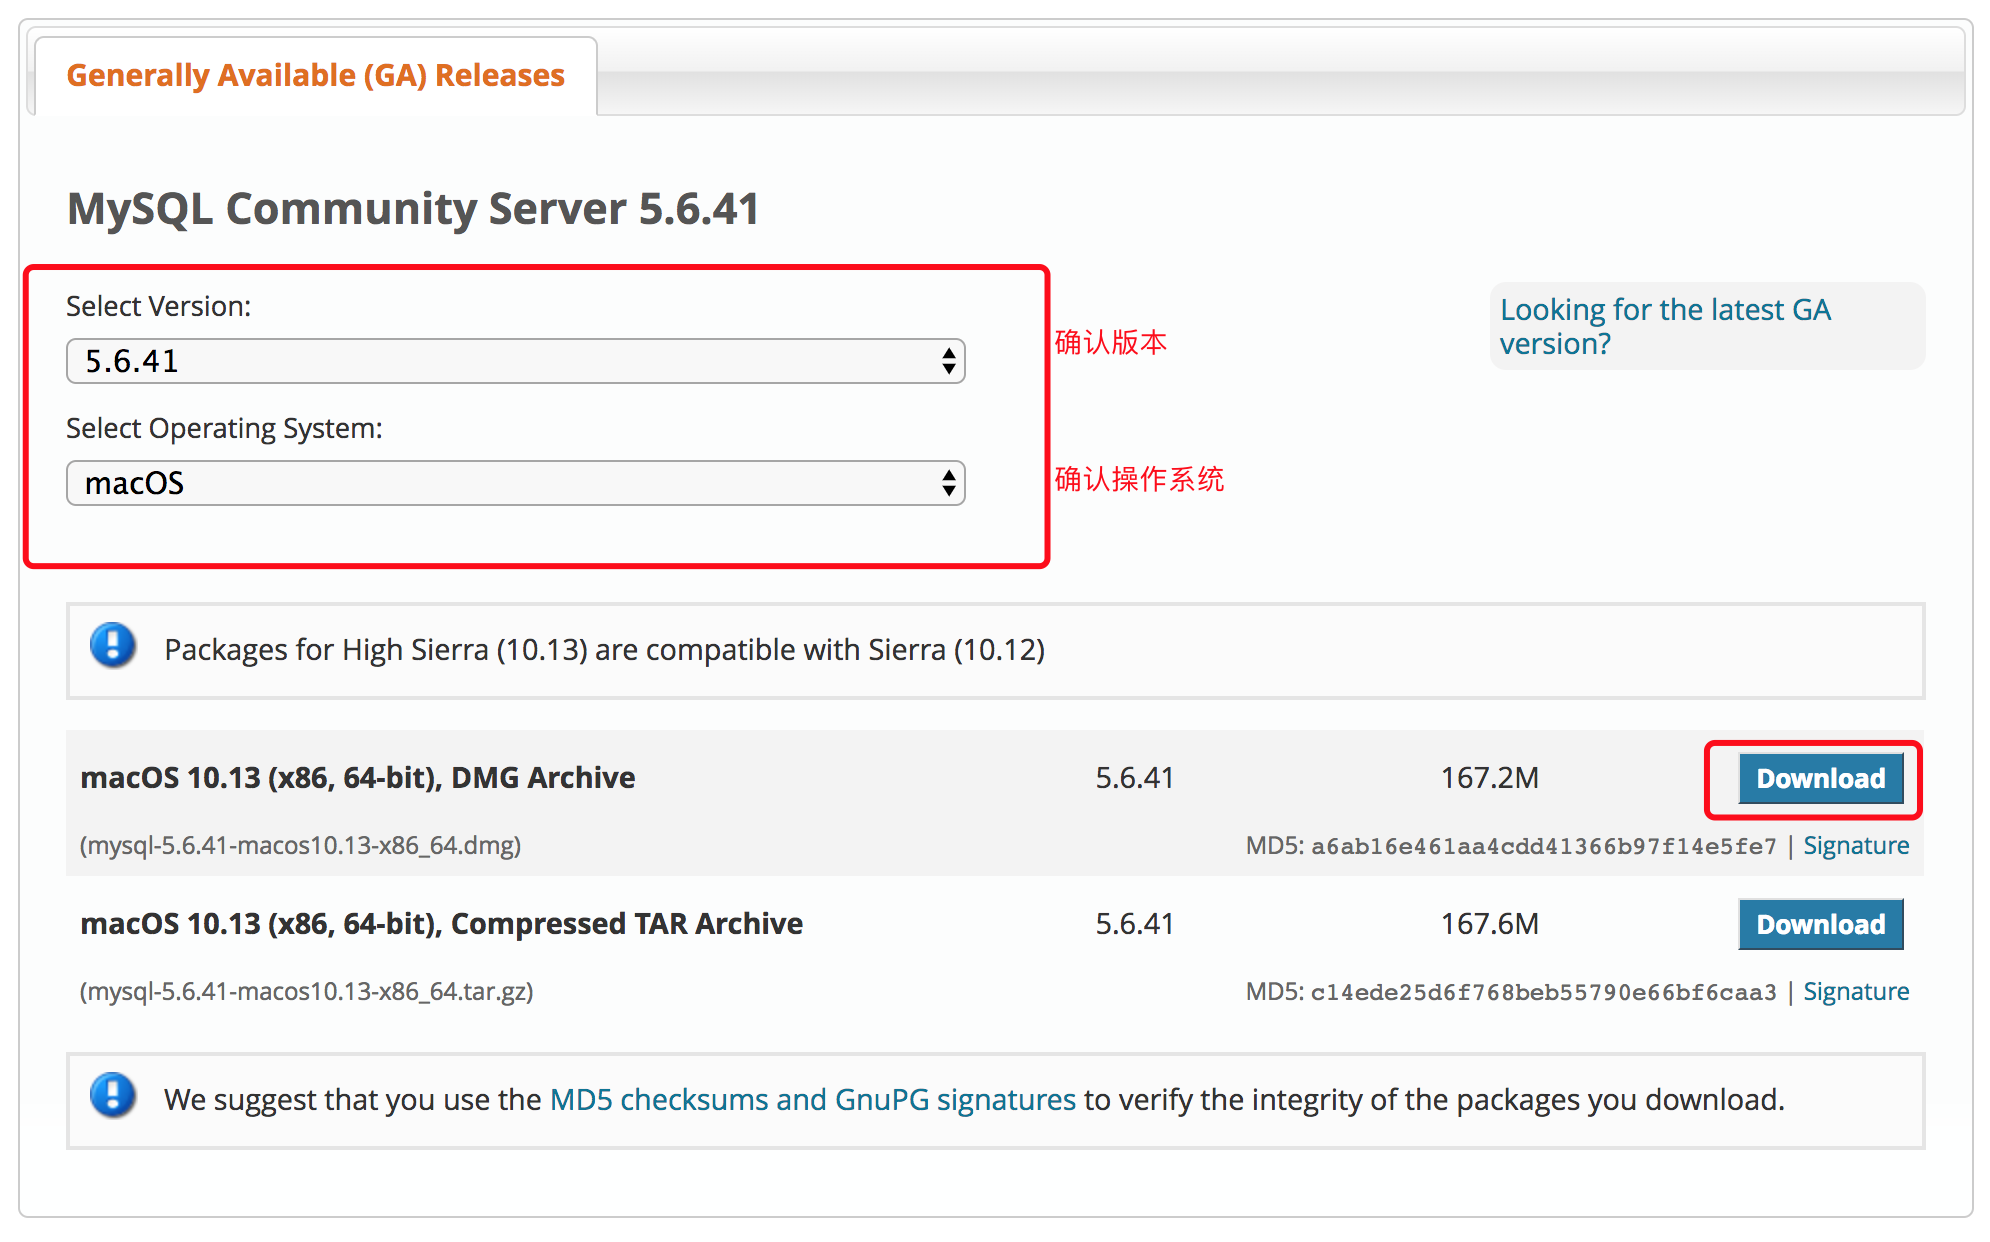 Generally Available (GA) Releases
MySQL Community Server 5.6.41
Select Version:
5.6.41
确认版本
Looking for the latest GA
version?
Select Operating System:
macOS
确认操作系统
Packages for High Sierra (10.13) are compatible with Sierra (10.12)
macOS 10.13 (x86, 64-bit), DMG Archive 5.6.41 167.2M Download
(mysql-5.6.41-macos10.13-x86_64.dmg) MD5: a6ab16e461aa4cdd41366b97f14e5fe7 | Signature
macOS 10.13 (x86, 64-bit), Compressed TAR Archive 5.6.41 167.6M Download
(mysql-5.6.41-macos10.13-x86_64.tar.gz) MD5: c14ede25d6f768beb55790e66bf6caa3 | Signature
We suggest that you use the MD5 checksums and GnuPG signatures to verify the integrity of the packages you download.